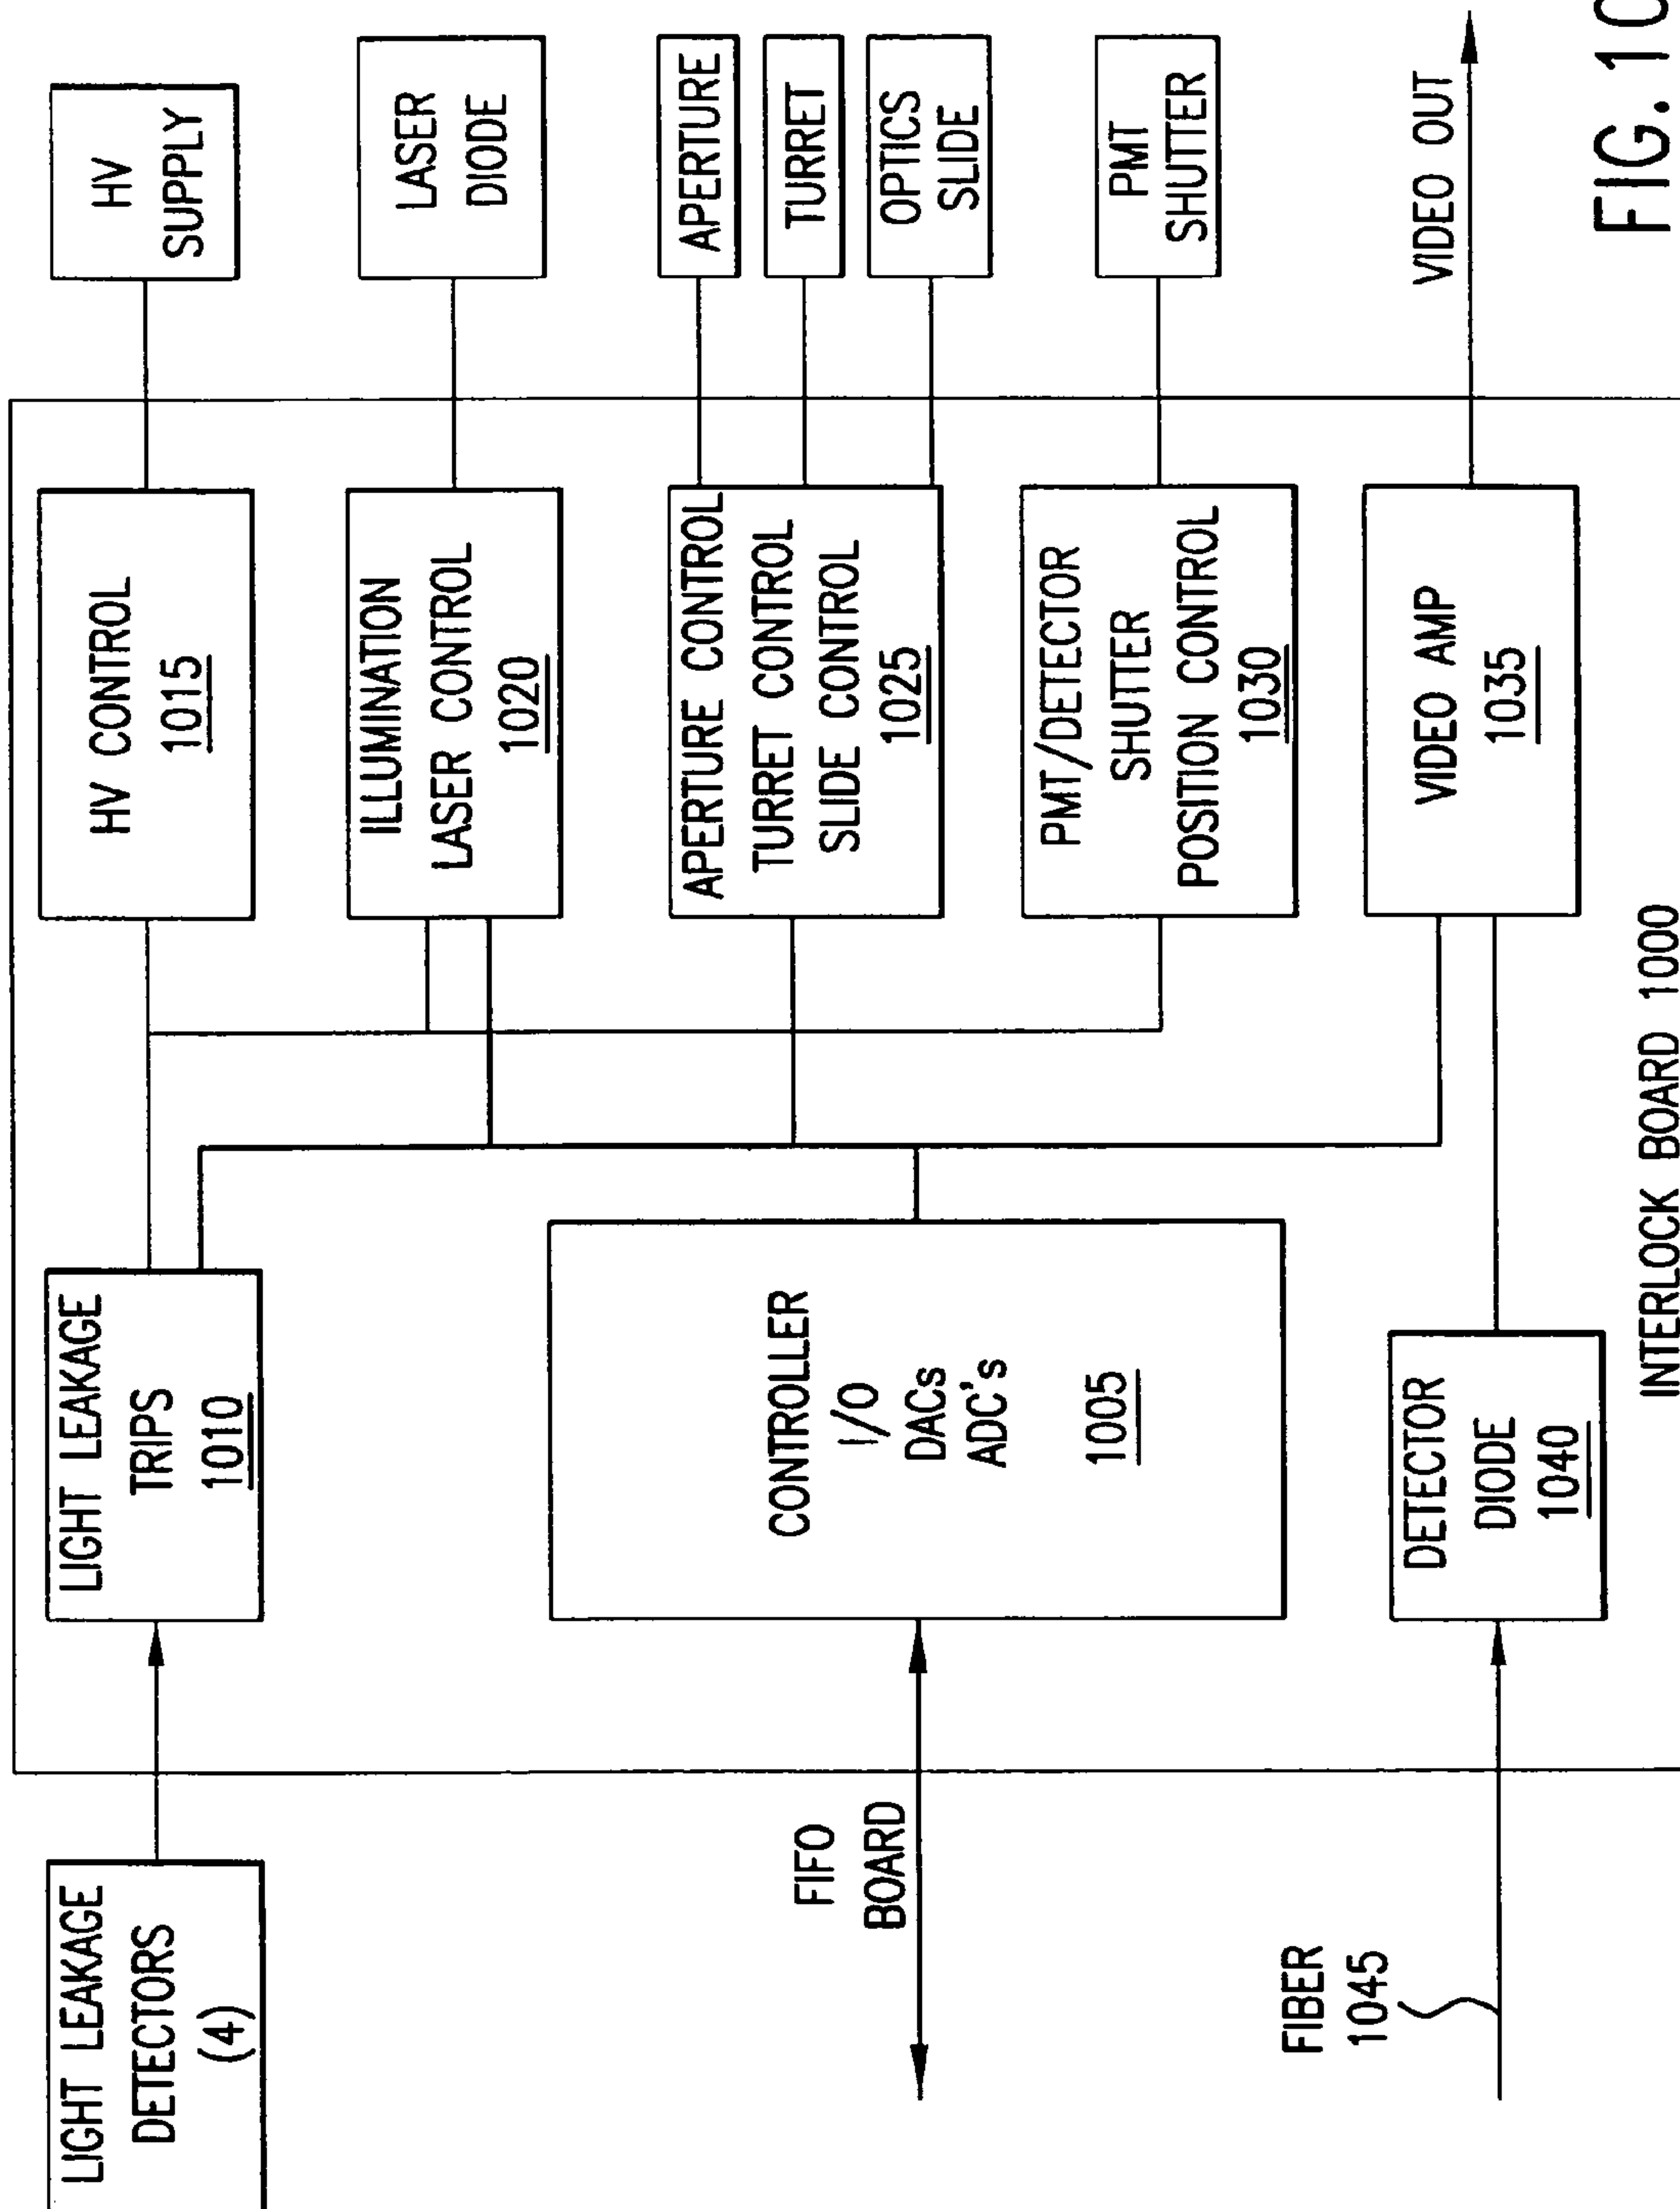 LIGHT LEAKAGE
DETECTORS
(4)
FIFO
BOARD
FIBER
1045
LIGHT LEAKAGE
TRIPS
1010
CONTROLLER
I/O
DACs
ADC's
1005
DETECTOR
DIODE
1040
HV CONTROL
1015
ILLUMINATION
LASER CONTROL
1020
APERTURE CONTROL
TURRET CONTROL
SLIDE CONTROL
1025
PMT/DETECTOR
SHUTTER
POSITION CONTROL
1030
VIDEO AMP
1035
INTERLOCK BOARD 1000
HV
SUPPLY
LASER
DIODE
APERTURE
TURRET
OPTICS
SLIDE
PMT
SHUTTER
VIDEO OUT
FIG. 10